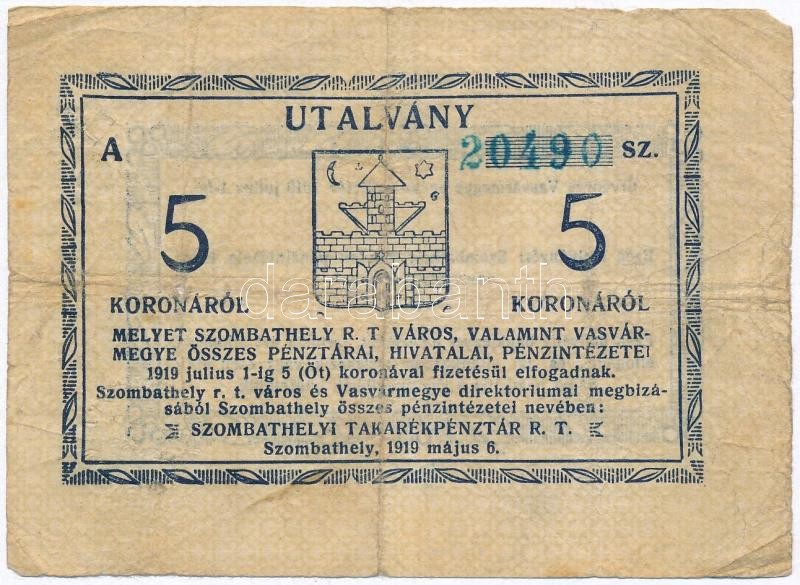 UTALVÁNY
A 20490 SZ.
5 5
KORONÁRÓL KORONÁRÓL
MELYET SZOMBATHELY R. T. VÁROS, VALAMINT VASVÁR-
MEGYE ÖSSZES PÉNZTÁRAI, HIVATALAI, PÉNZINTÉZETEI
1919 julius 1-ig 5 (Öt) koronával fizetésül elfogadnak.
Szombathely r. t. város és Vasvármegye direktoriumai megbizá-
sából Szombathely összes pénzintézetei nevében:
SZOMBATHELYI TAKARÉKPÉNZTÁR R. T.
Szombathely, 1919 május 6.
darabanth